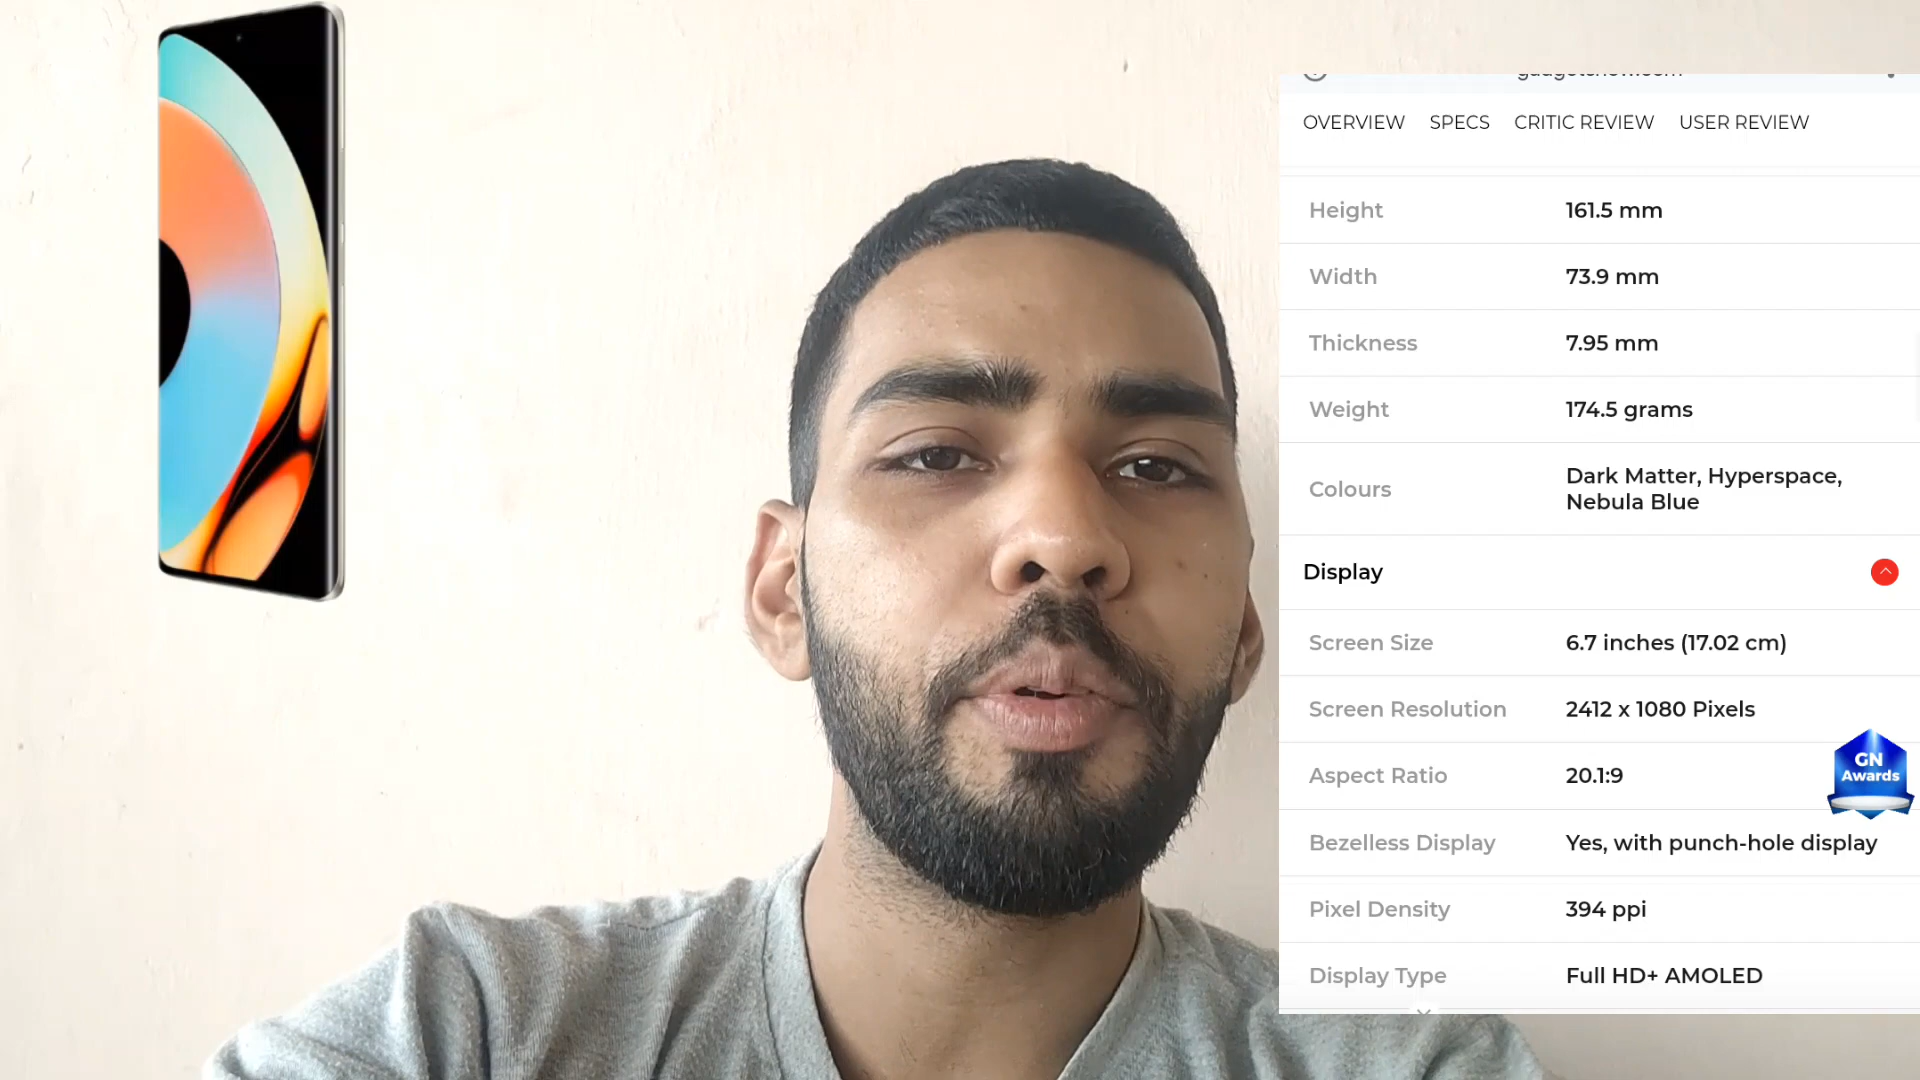 OVERVIEW SPECS CRITIC REVIEW USER REVIEW
Height 161.5 mm
Width 73.9 mm
Thickness 7.95 mm
Weight 174.5 grams
Colours Dark Matter, Hyperspace,
Nebula Blue
Display
Screen Size 6.7 inches (17.02 cm)
Screen Resolution 2412 x 1080 Pixels
Aspect Ratio 20.1:9
GN
Awards
Bezelless Display Yes, with punch-hole display
Pixel Density 394 ppi
Display Type Full HD+ AMOLED